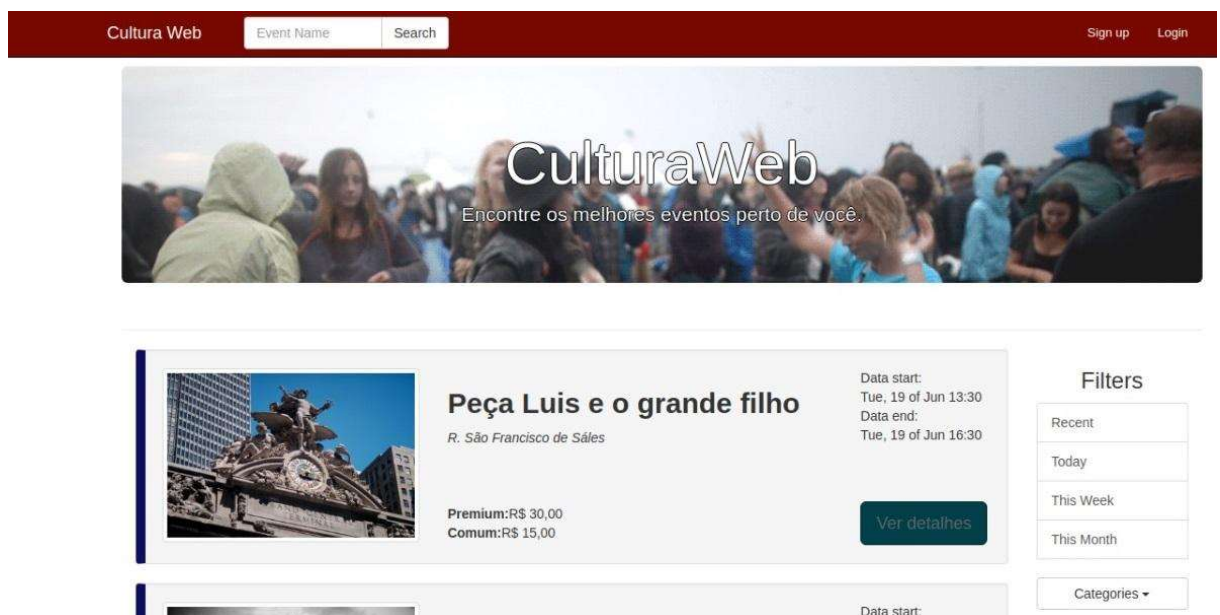 Cultura Web
Event Name
Search
Sign up
Login
CulturaWeb
Encontre os melhores eventos perto de você.
Peça Luis e o grande filho
R. São Francisco de Sáles
Premium:R$ 30,00
Comum:R$ 15,00
Data start:
Tue, 19 of Jun 13:30
Data end:
Tue, 19 of Jun 16:30
Ver detalhes
Filters
Recent
Today
This Week
This Month
Categories
Data start: